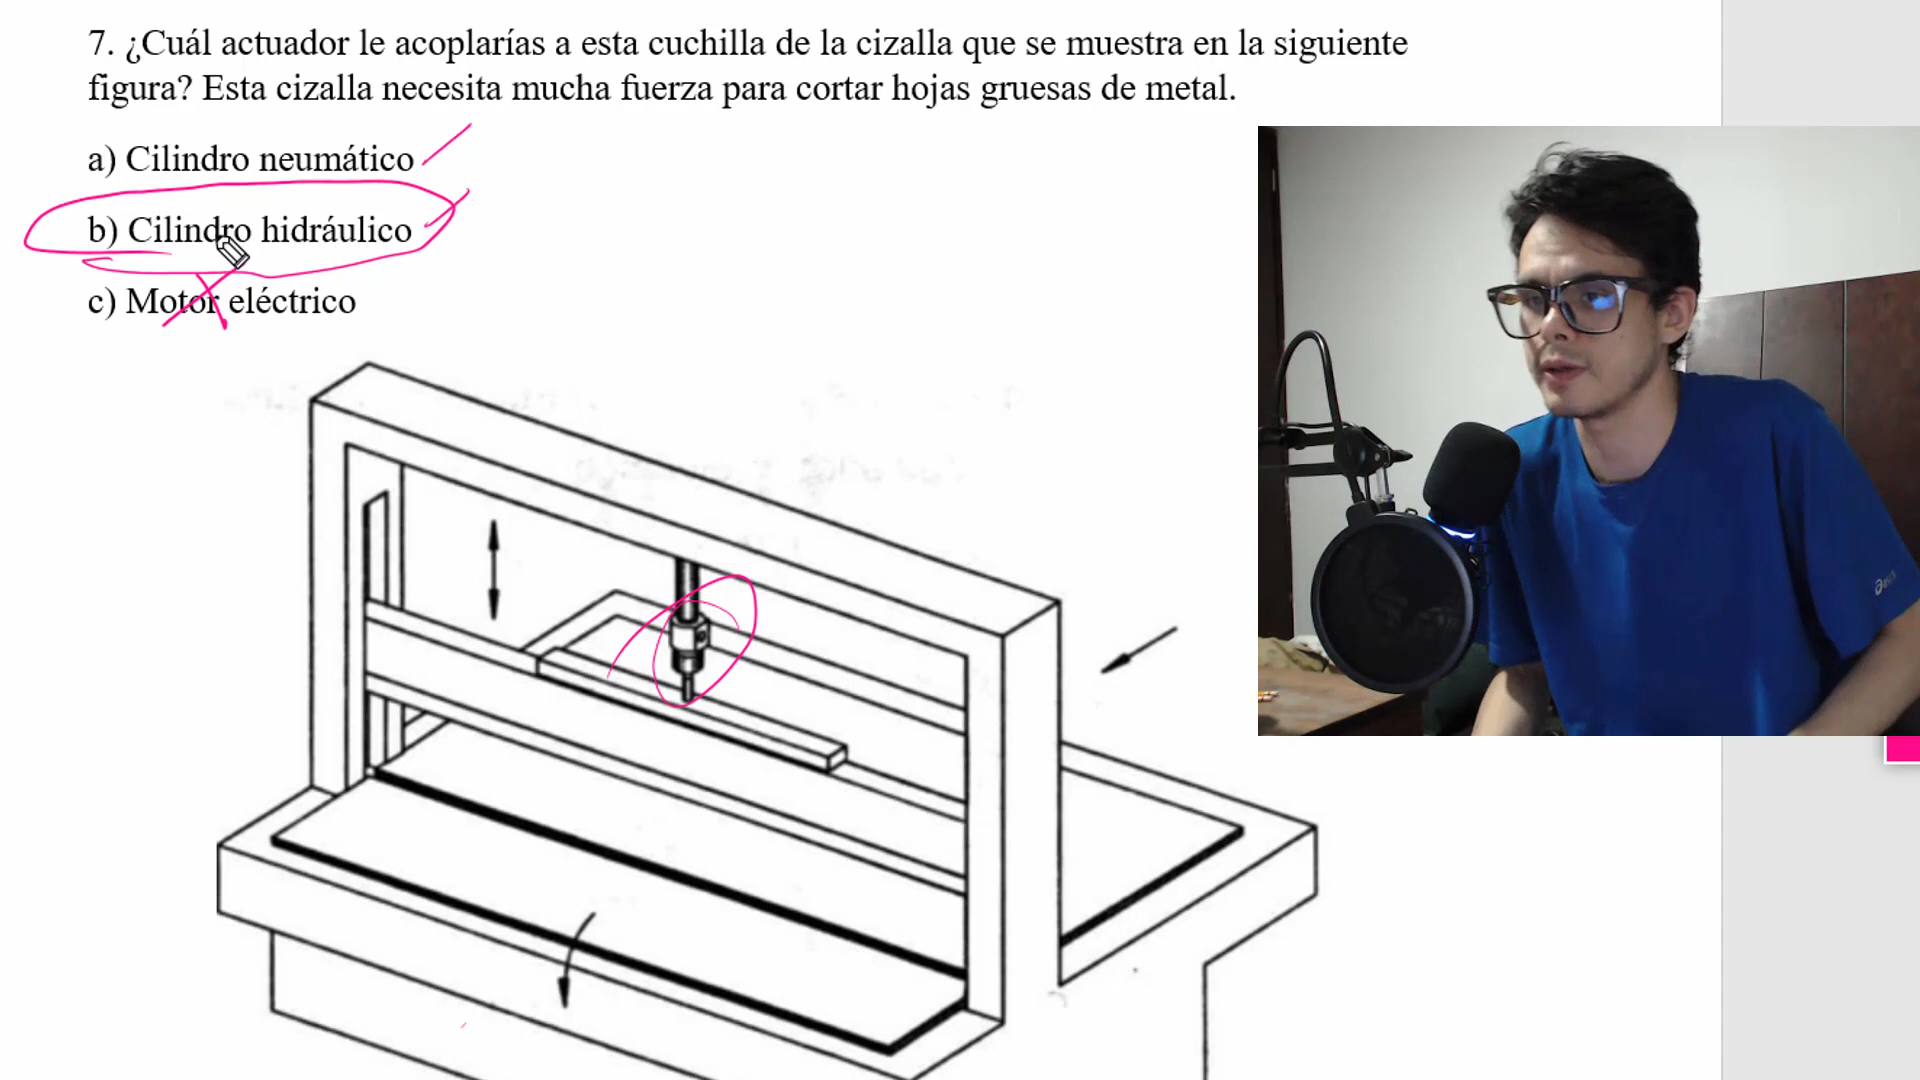 7. ¿Cuál actuador le acoplarías a esta cuchilla de la cizalla que se muestra en la siguiente
figura? Esta cizalla necesita mucha fuerza para cortar hojas gruesas de metal.
a) Cilindro neumático
b) Cilindro hidráulico
c) Motor eléctrico